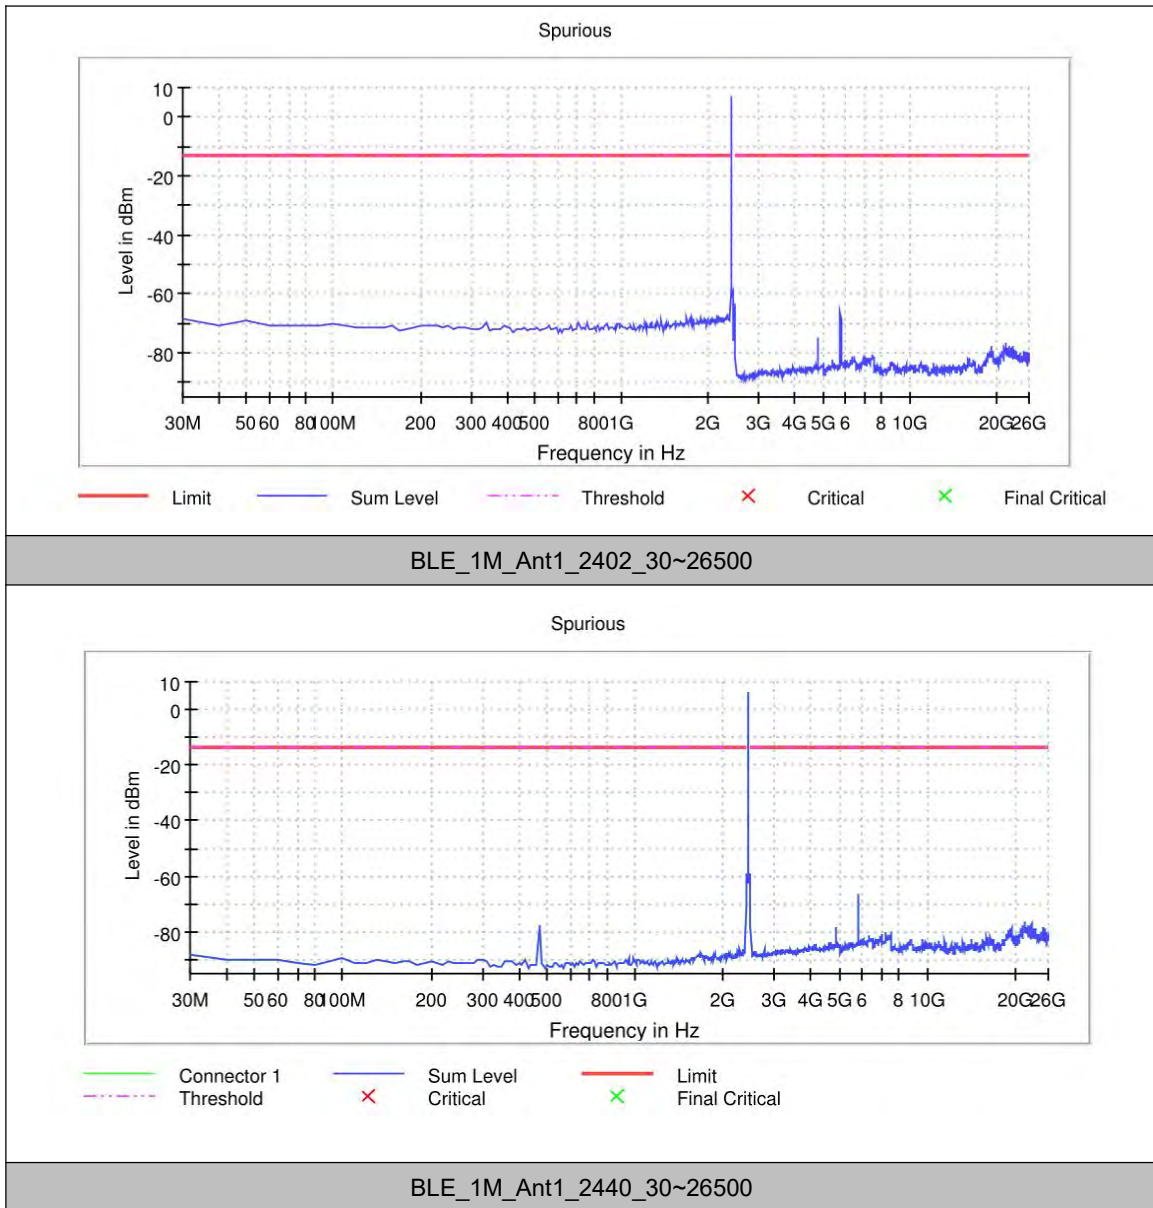 Spurious
10
0
-20
-40
-60
-80
Level in dBm
30M 50 60 80 100M 200 300 400 500 800 1G 2G 3G 4G 5G 6 8 10G 20G 26G
Frequency in Hz
Limit Sum Level Threshold Critical Final Critical
BLE_1M_Ant1_2402_30~26500
Spurious
10
0
-20
-40
-60
-80
Level in dBm
30M 50 60 80 100M 200 300 400 500 800 1G 2G 3G 4G 5G 6 8 10G 20G 26G
Frequency in Hz
Connector 1 Sum Level Limit
Threshold Critical Final Critical
BLE_1M_Ant1_2440_30~26500